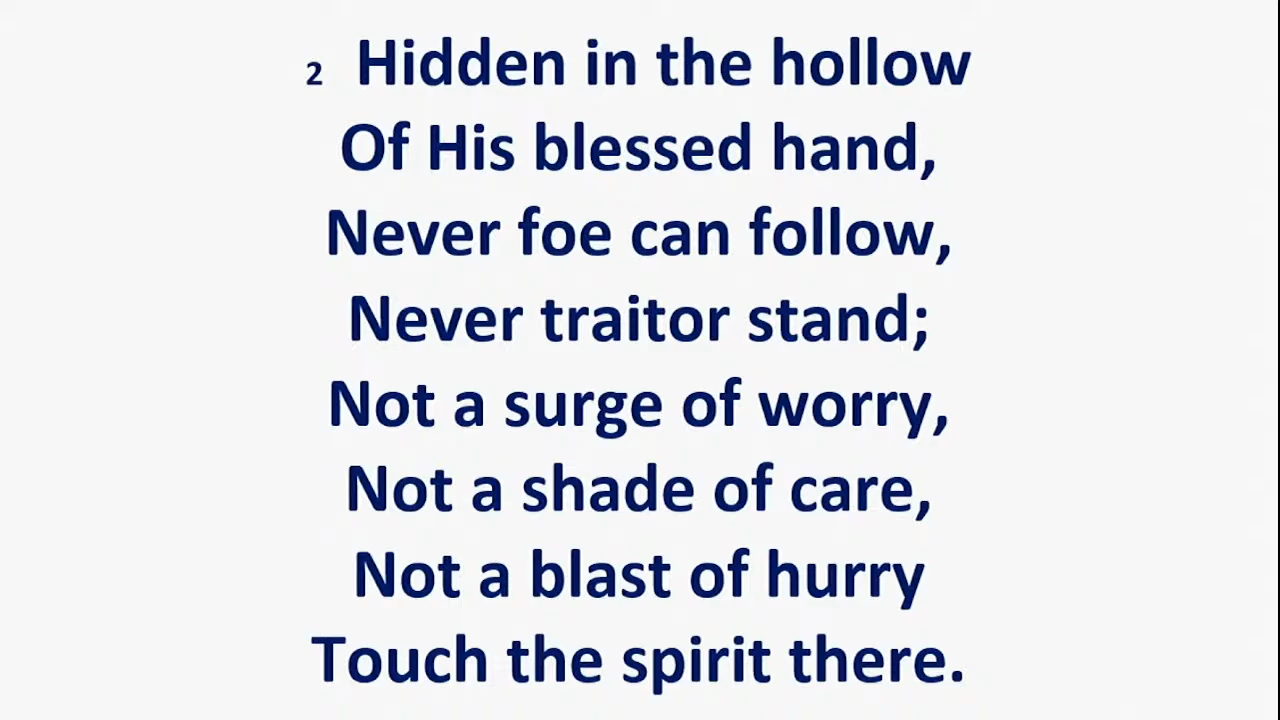 2 Hidden in the hollow
Of His blessed hand,
Never foe can follow,
Never traitor stand;
Not a surge of worry,
Not a shade of care,
Not a blast of hurry
Touch the spirit there.